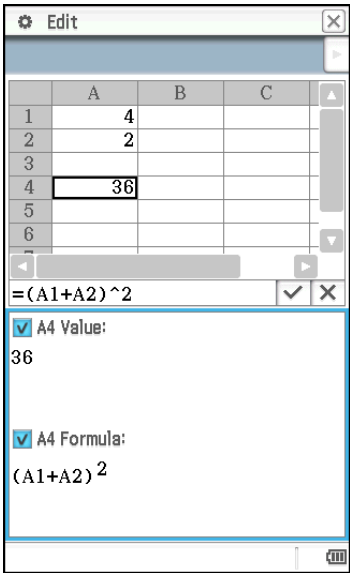 Edit
A B C
1 4
2 2
3
4 36
5
6
=(A1+A2)^2
A4 Value:
36
A4 Formula:
(A1+A2)²